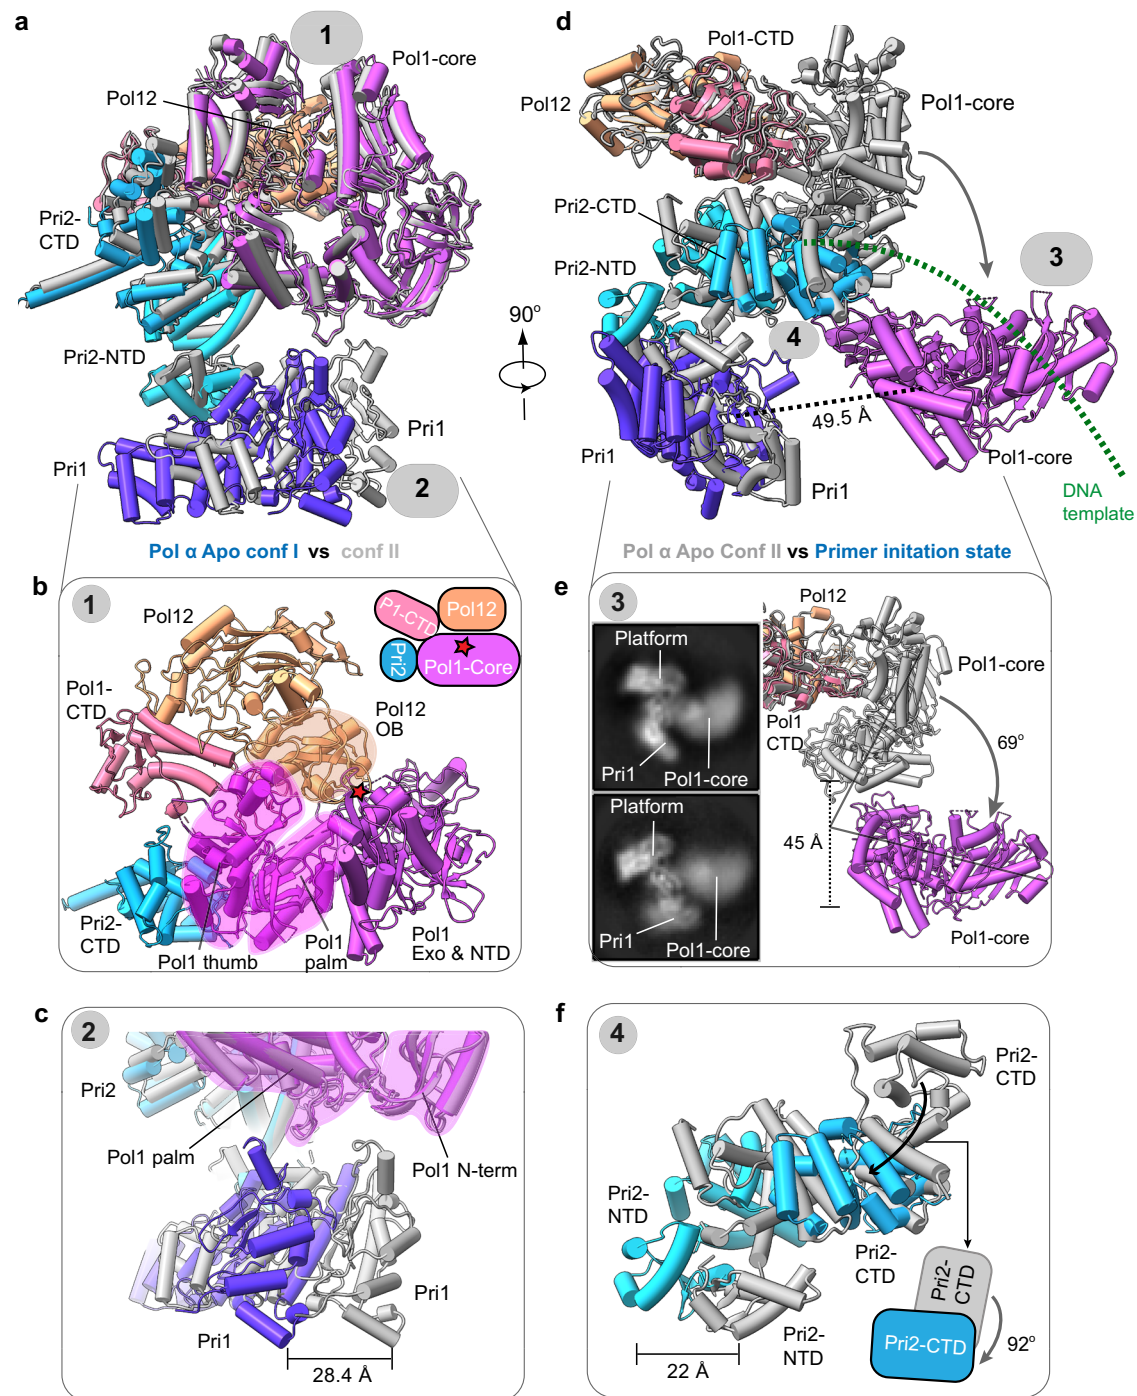 a
1
Pol1-core
Pol12
Pri2-
CTD
Pri2-NTD
Pri1
Pri1
2
Pol α Apo conf I vs conf II
90°
d
Pol1-CTD
Pol12
Pol1-core
Pri2-CTD
Pri2-NTD
3
4
49.5 Å
Pri1
Pri1
Pol1-core
DNA
template
Pol α Apo Conf II vs Primer initation state
b
1
Pol12
P1-CTD
Pol12
Pri2
Pol1-Core
Pol1-
CTD
Pol12
OB
Pri2-
CTD
Pol1 thumb
Pol1
palm
Pol1
Exo & NTD
e
3
Platform
Pri1
Pol1-core
Platform
Pri1
Pol1-core
Pol12
Pol1-core
Pol1
CTD
69°
45 Å
Pol1-core
c
2
Pri2
Pol1 palm
Pol1 N-term
Pri1
Pri1
28.4 Å
f
4
Pri2-
CTD
Pri2-
NTD
Pri2-
CTD
Pri2-
NTD
22 Å
Pri2-
CTD
Pri2-CTD
92°